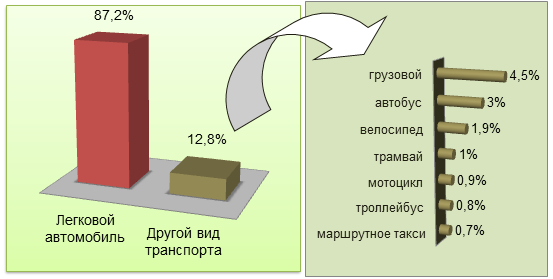 87,2%
12,8%
Легковой
автомобиль
Другой вид
транспорта
грузовой 4,5%
автобус 3%
велосипед 1,9%
трамвай 1%
мотоцикл 0,9%
троллейбус 0,8%
маршрутное такси 0,7%